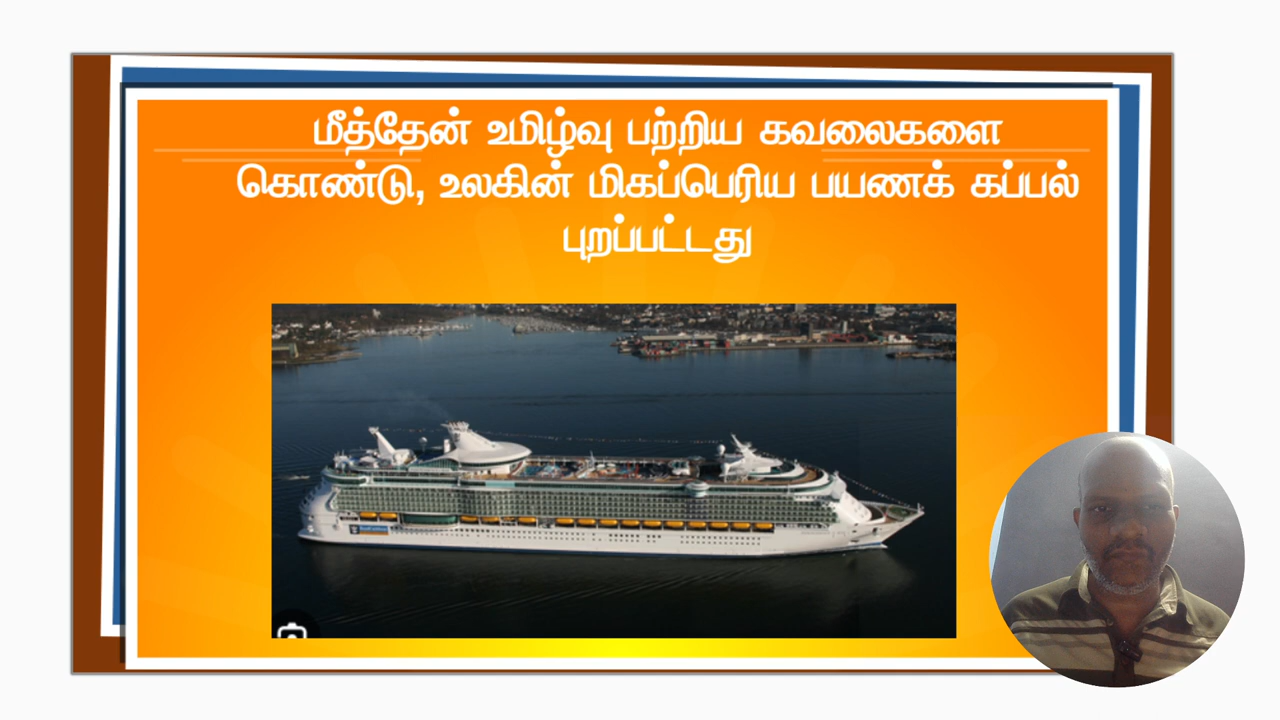 மீத்தேன் உமிழ்வு பற்றிய கவலைகளை
கொண்டு, உலகின் மிகப்பெரிய பயணக் கப்பல்
புறப்பட்டது